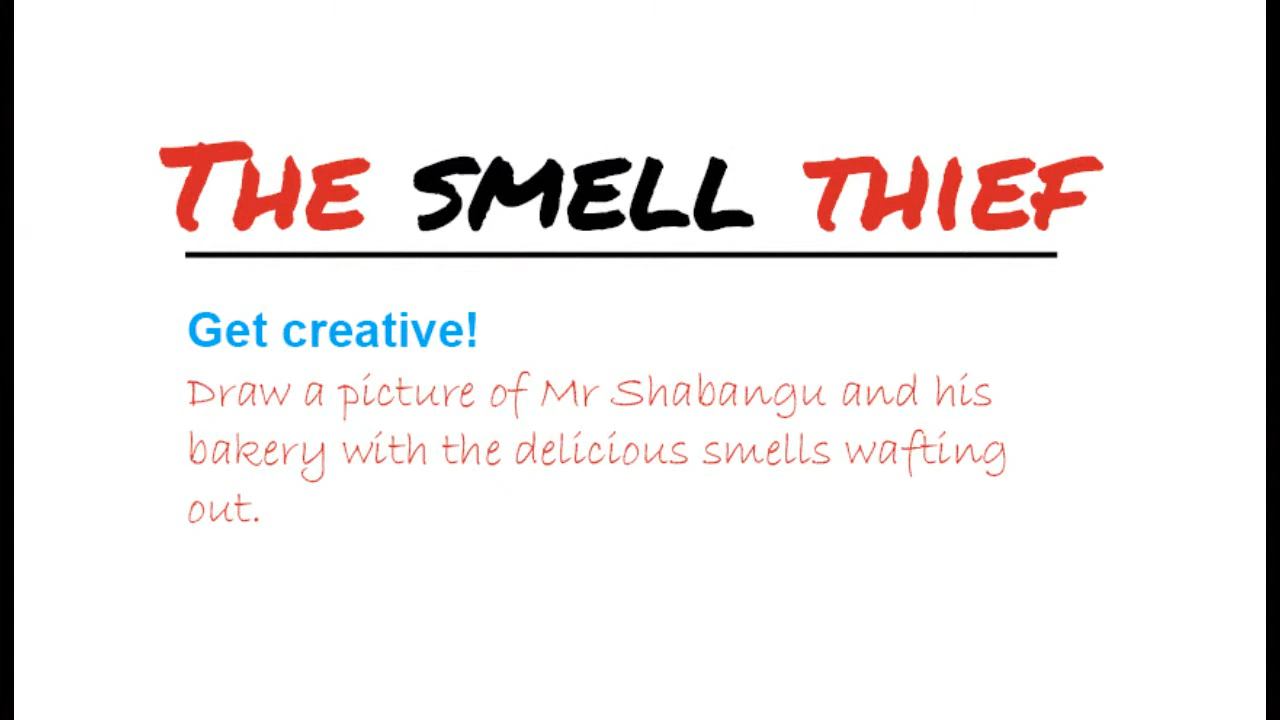 The smell thief
Get creative!
Draw a picture of Mr Shabangu and his
bakery with the delicious smells wafting
out.